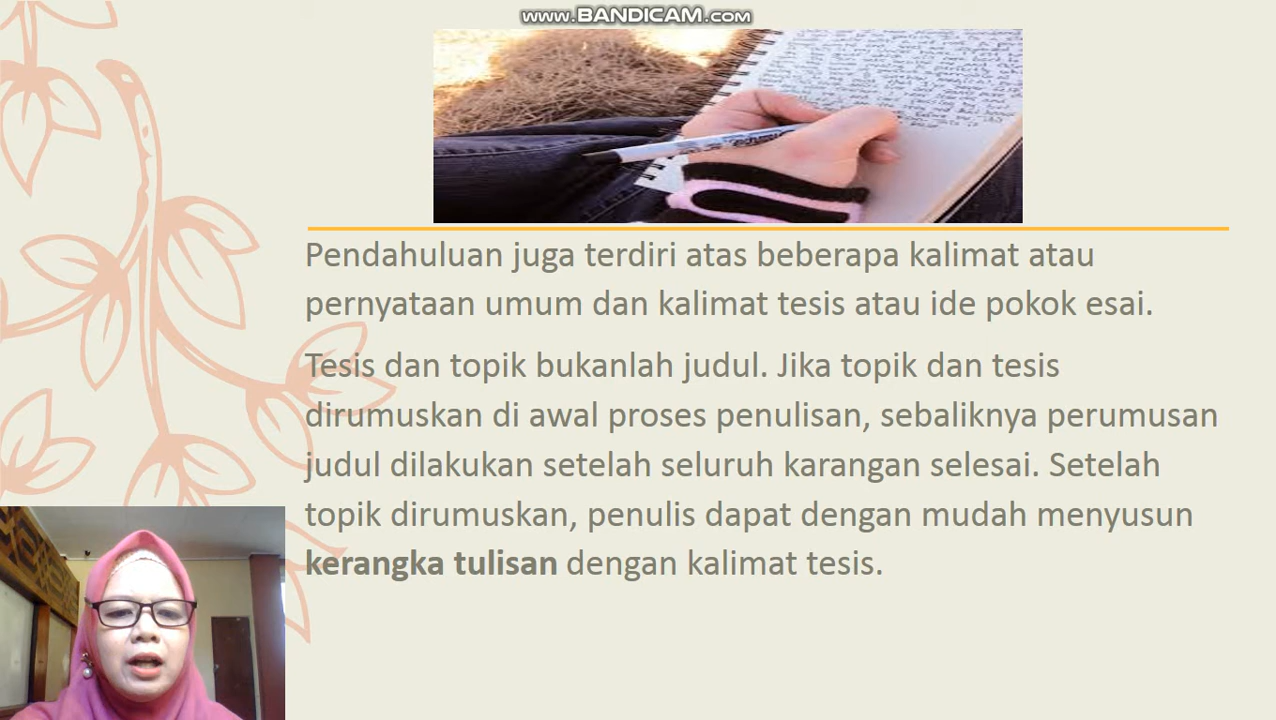 www.BANDICAM.com
Pendahuluan juga terdiri atas beberapa kalimat atau
pernyataan umum dan kalimat tesis atau ide pokok esai.
Tesis dan topik bukanlah judul. Jika topik dan tesis
dirumuskan di awal proses penulisan, sebaliknya perumusan
judul dilakukan setelah seluruh karangan selesai. Setelah
topik dirumuskan, penulis dapat dengan mudah menyusun
kerangka tulisan dengan kalimat tesis.